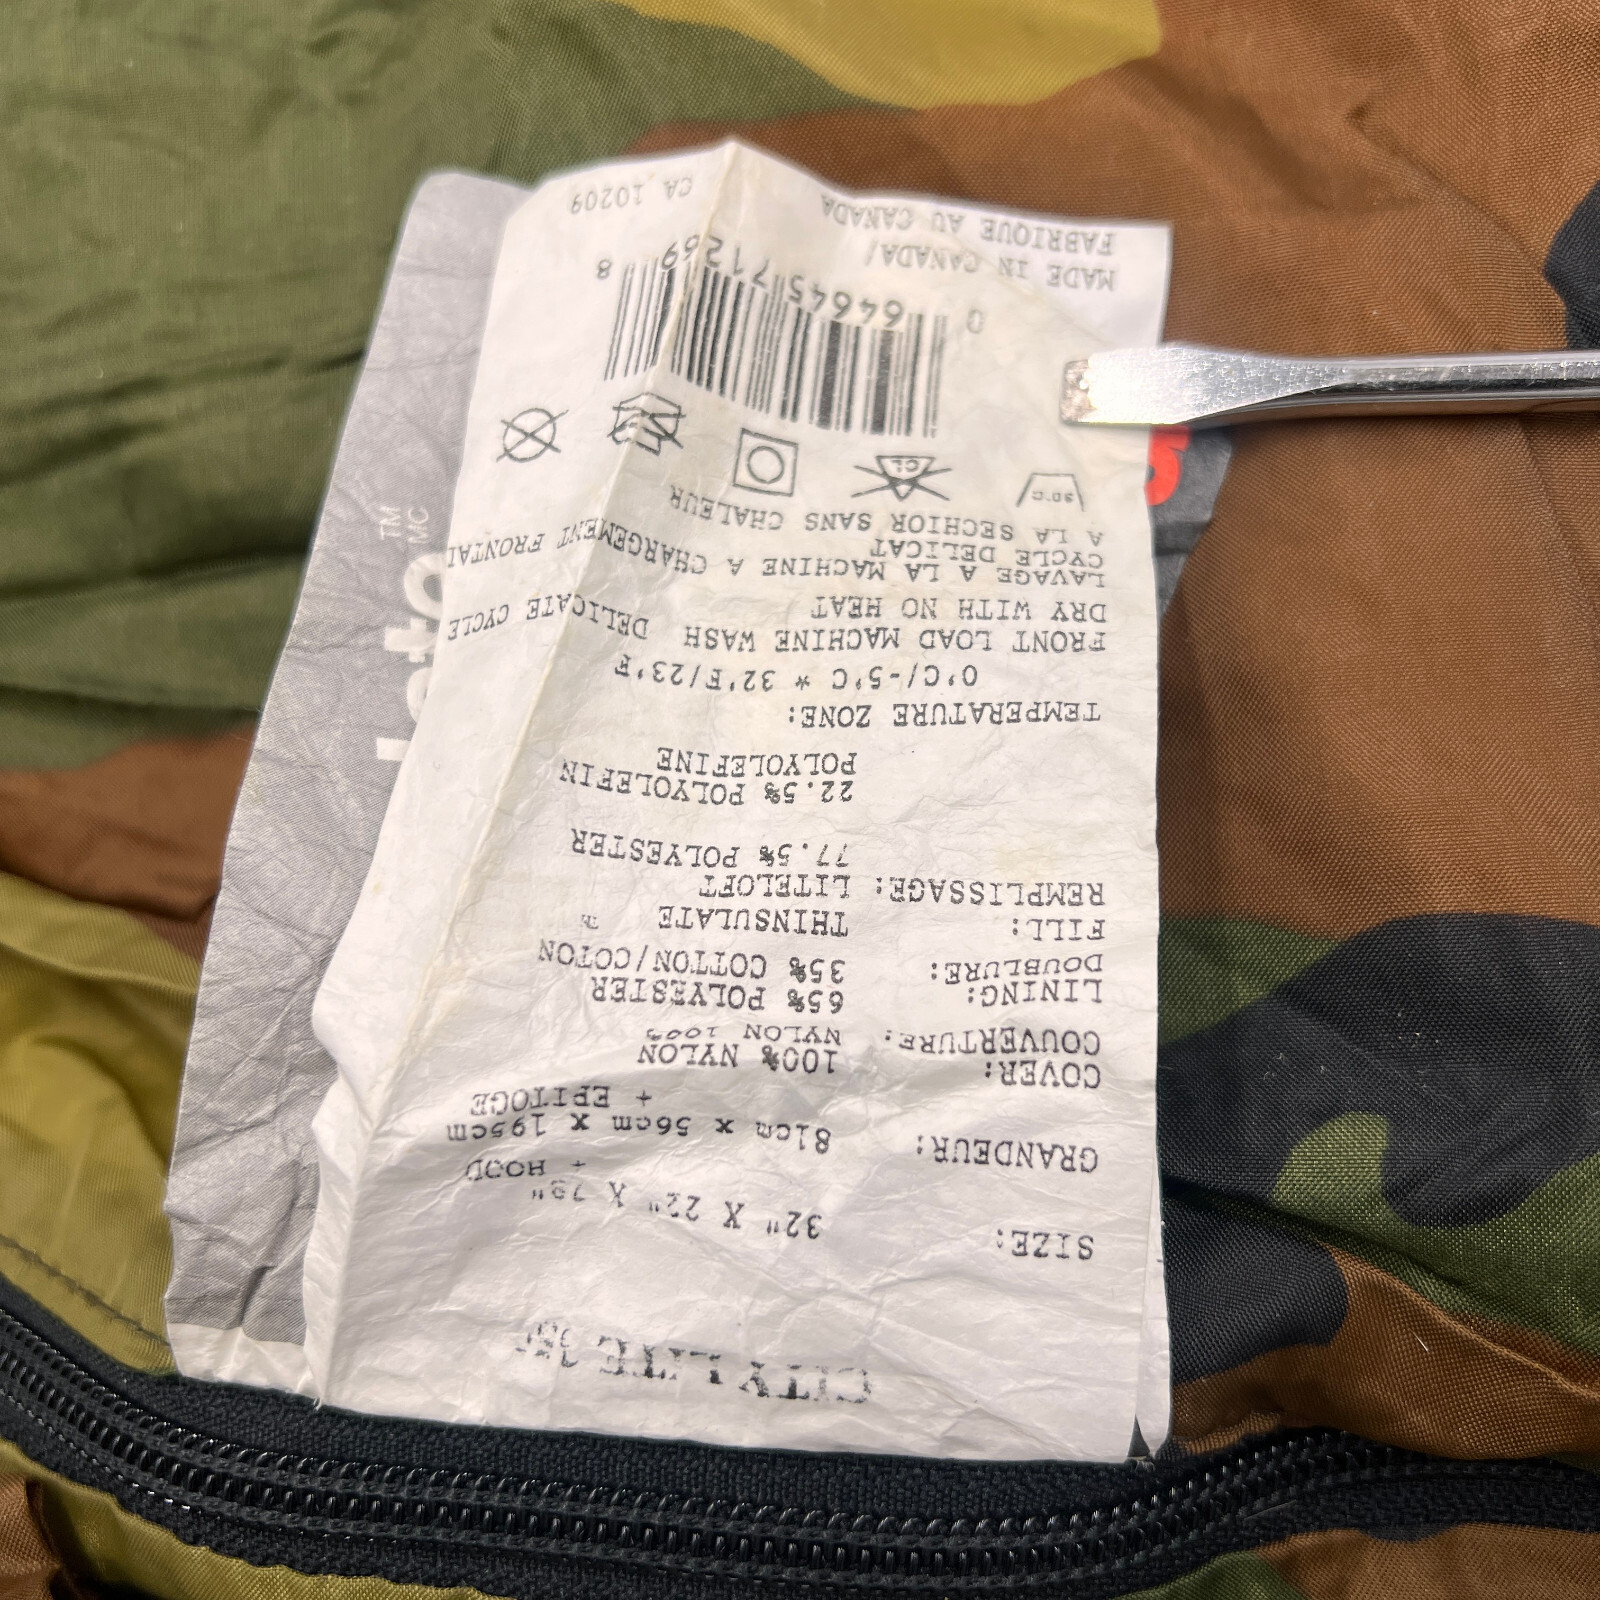 CITY LITE
SIZE: 32" X 22" X 78"
+ HOOD
GRANDEUR: 81cm x 56cm x 195cm
+ EPITOGE
COVER: 100% NYLON
COUVERTURE: NYLON 100%
LINING: 65% POLYESTER
DOUBLURE: 35% COTTON/COTON
FILL: THINSULATE TM
REMPLISSAGE: LITELOFT
77.5% POLYESTER
22.5% POLYOLEFIN
POLYOLEFINE
TEMPERATURE ZONE:
0'C/-5'C * 32'F/23'F
FRONT LOAD MACHINE WASH DELICATE CYCLE
DRY WITH NO HEAT
LAVAGE A LA MACHINE A CHARGEMENT FRONTAL
CYCLE DELICAT
A LA SECHIOR SANS CHALEUR
30°C
CL
0 64645 71269 8
MADE IN CANADA/
FABRIQUE AU CANADA
CA 10209
TM
MC